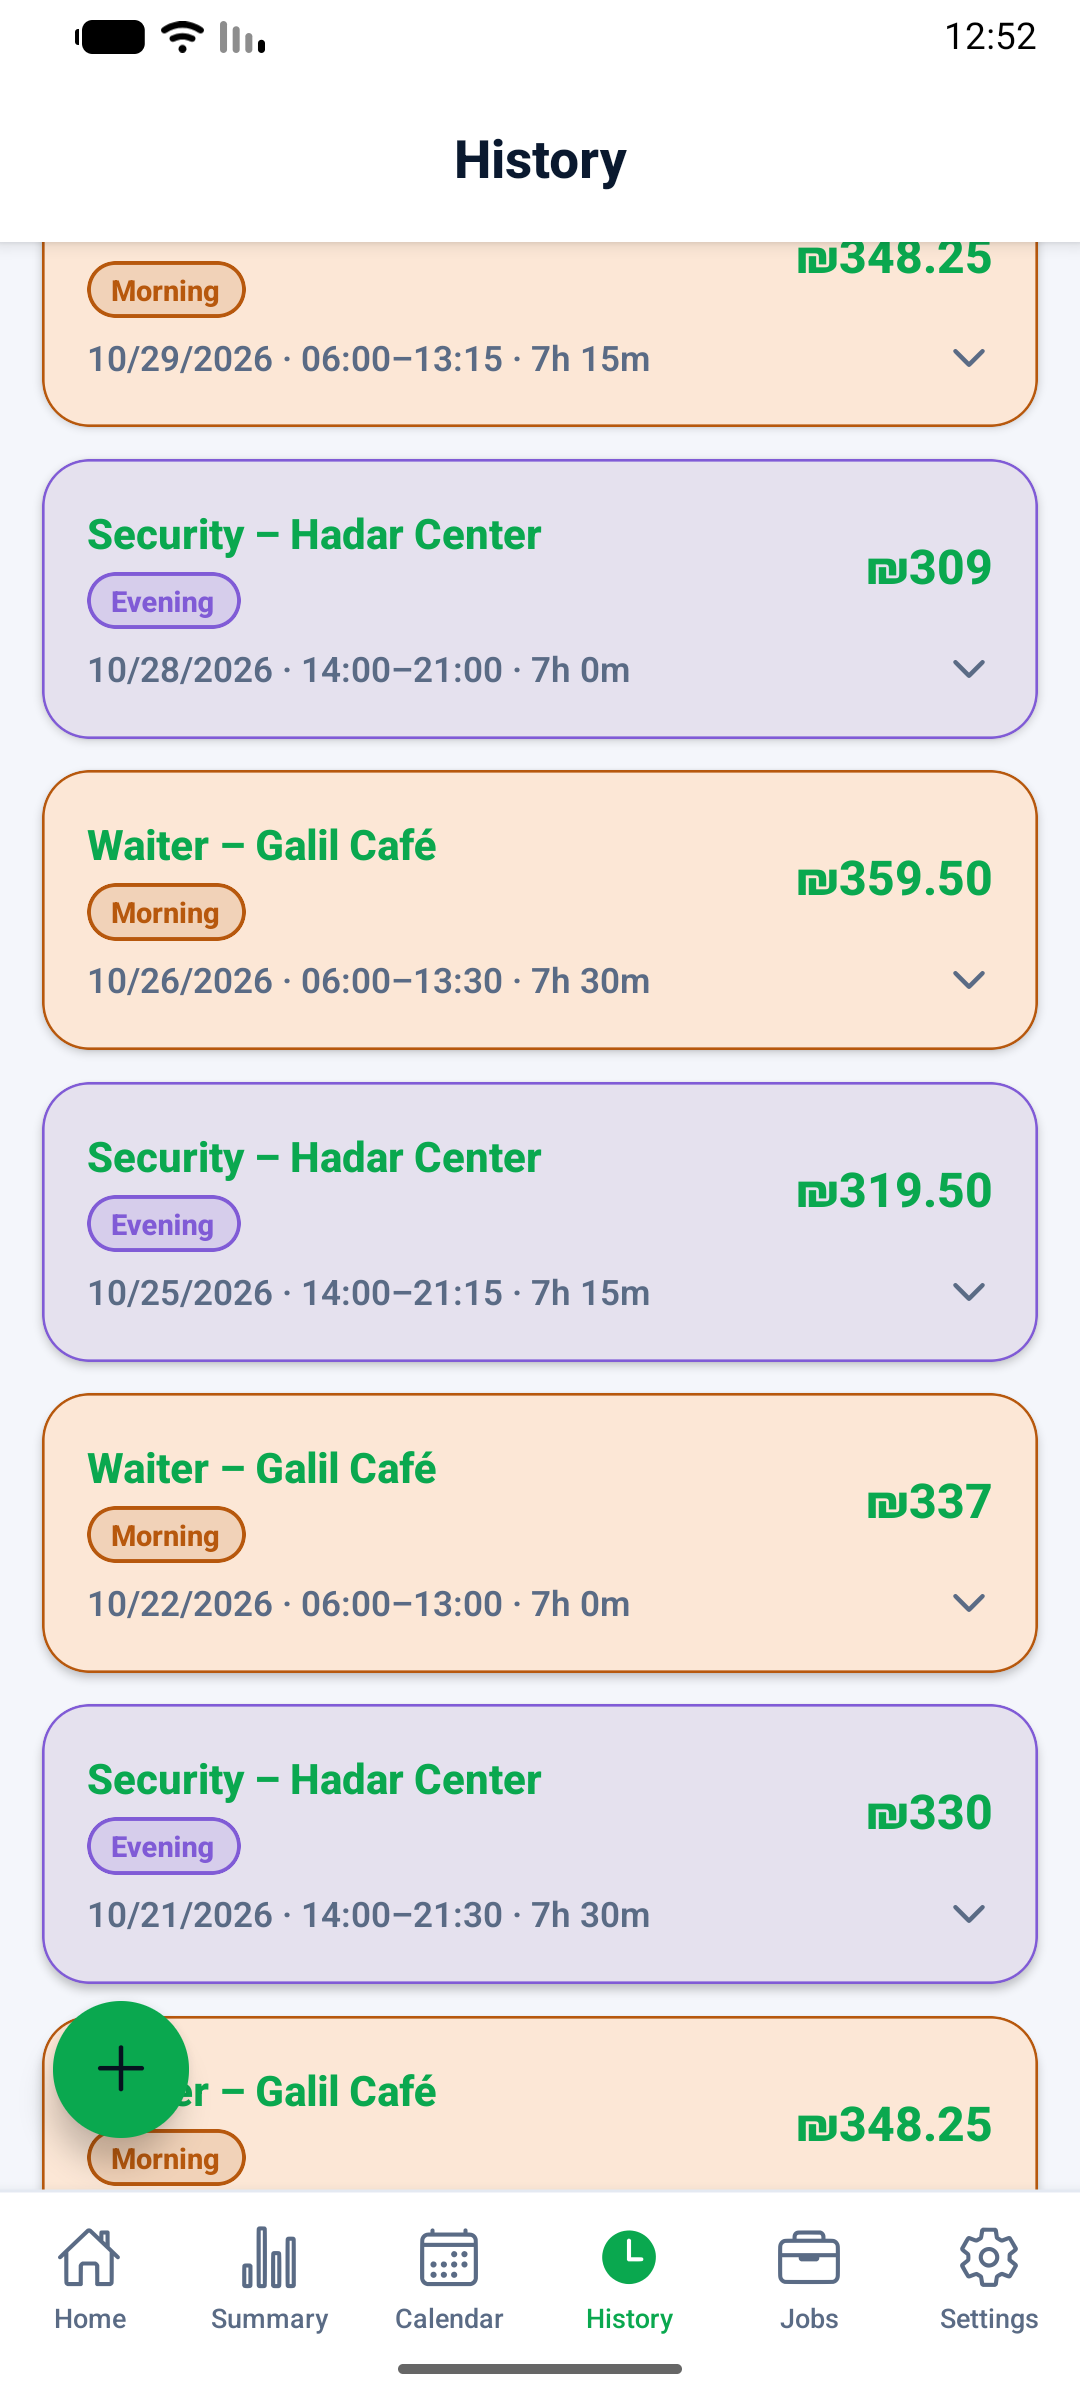 12:52
History
₪348.25
Morning
10/29/2026 · 06:00–13:15 · 7h 15m
Security – Hadar Center
₪309
Evening
10/28/2026 · 14:00–21:00 · 7h 0m
Waiter – Galil Café
₪359.50
Morning
10/26/2026 · 06:00–13:30 · 7h 30m
Security – Hadar Center
₪319.50
Evening
10/25/2026 · 14:00–21:15 · 7h 15m
Waiter – Galil Café
₪337
Morning
10/22/2026 · 06:00–13:00 · 7h 0m
Security – Hadar Center
₪330
Evening
10/21/2026 · 14:00–21:30 · 7h 30m
– Galil Café
₪348.25
Morning
Home
Summary
Calendar
History
Jobs
Settings